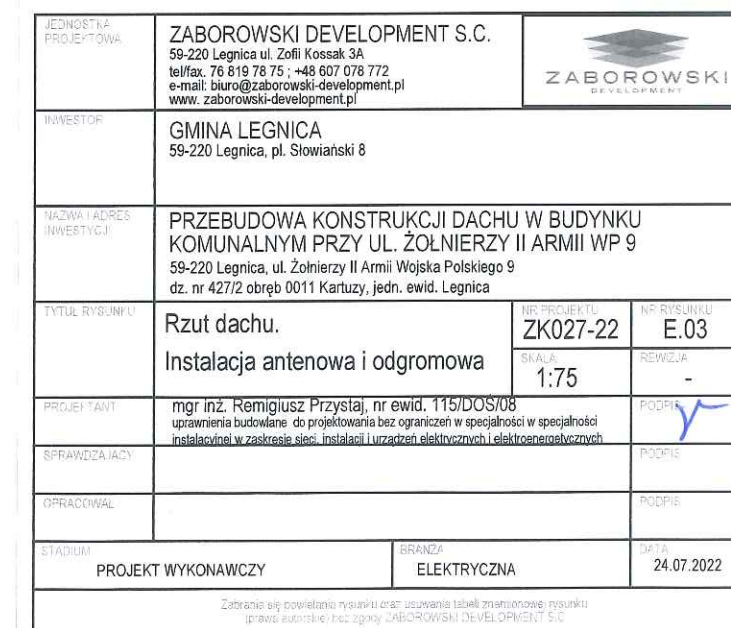 JEDNOSTKA
PROJEKTOWA
ZABOROWSKI DEVELOPMENT S.C.
59-220 Legnica ul. Zofii Kossak 3A
tel/fax. 76 819 78 75 ; +48 607 078 772
e-mail: biuro@zaborowski-development.pl
www. zaborowski-development.pl
ZABOROWSKI
DEVELOPMENT
INWESTOR
GMINA LEGNICA
59-220 Legnica, pl. Słowiański 8
NAZWA I ADRES
INWESTYCJI
PRZEBUDOWA KONSTRUKCJI DACHU W BUDYNKU
KOMUNALNYM PRZY UL. ŻOŁNIERZY II ARMII WP 9
59-220 Legnica, ul. Żołnierzy II Armii Wojska Polskiego 9
dz. nr 427/2 obręb 0011 Kartuzy, jedn. ewid. Legnica
TYTUŁ RYSUNKU
Rzut dachu.
Instalacja antenowa i odgromowa
NR PROJEKTU
ZK027-22
NR RYSUNKU
E.03
SKALA
1:75
REWIZJA
-
PROJEKTANT
mgr inż. Remigiusz Przystaj, nr ewid. 115/DOŚ/08
uprawnienia budowlane do projektowania bez ograniczeń w specjalności w specjalności
instalacyjnej w zaskresie sieci, instalacji i urządzeń elektrycznych i elektroenergetycznych
PODPIS
SPRAWDZAJĄCY
PODPIS
OPRACOWAŁ
PODPIS
STADIUM
PROJEKT WYKONAWCZY
BRANŻA
ELEKTRYCZNA
DATA
24.07.2022
Zabrania się powielania rysunku oraz usuwania tabeli znamionowej rysunku
(prawa autorskie) bez zgody ZABOROWSKI DEVELOPMENT S.C.